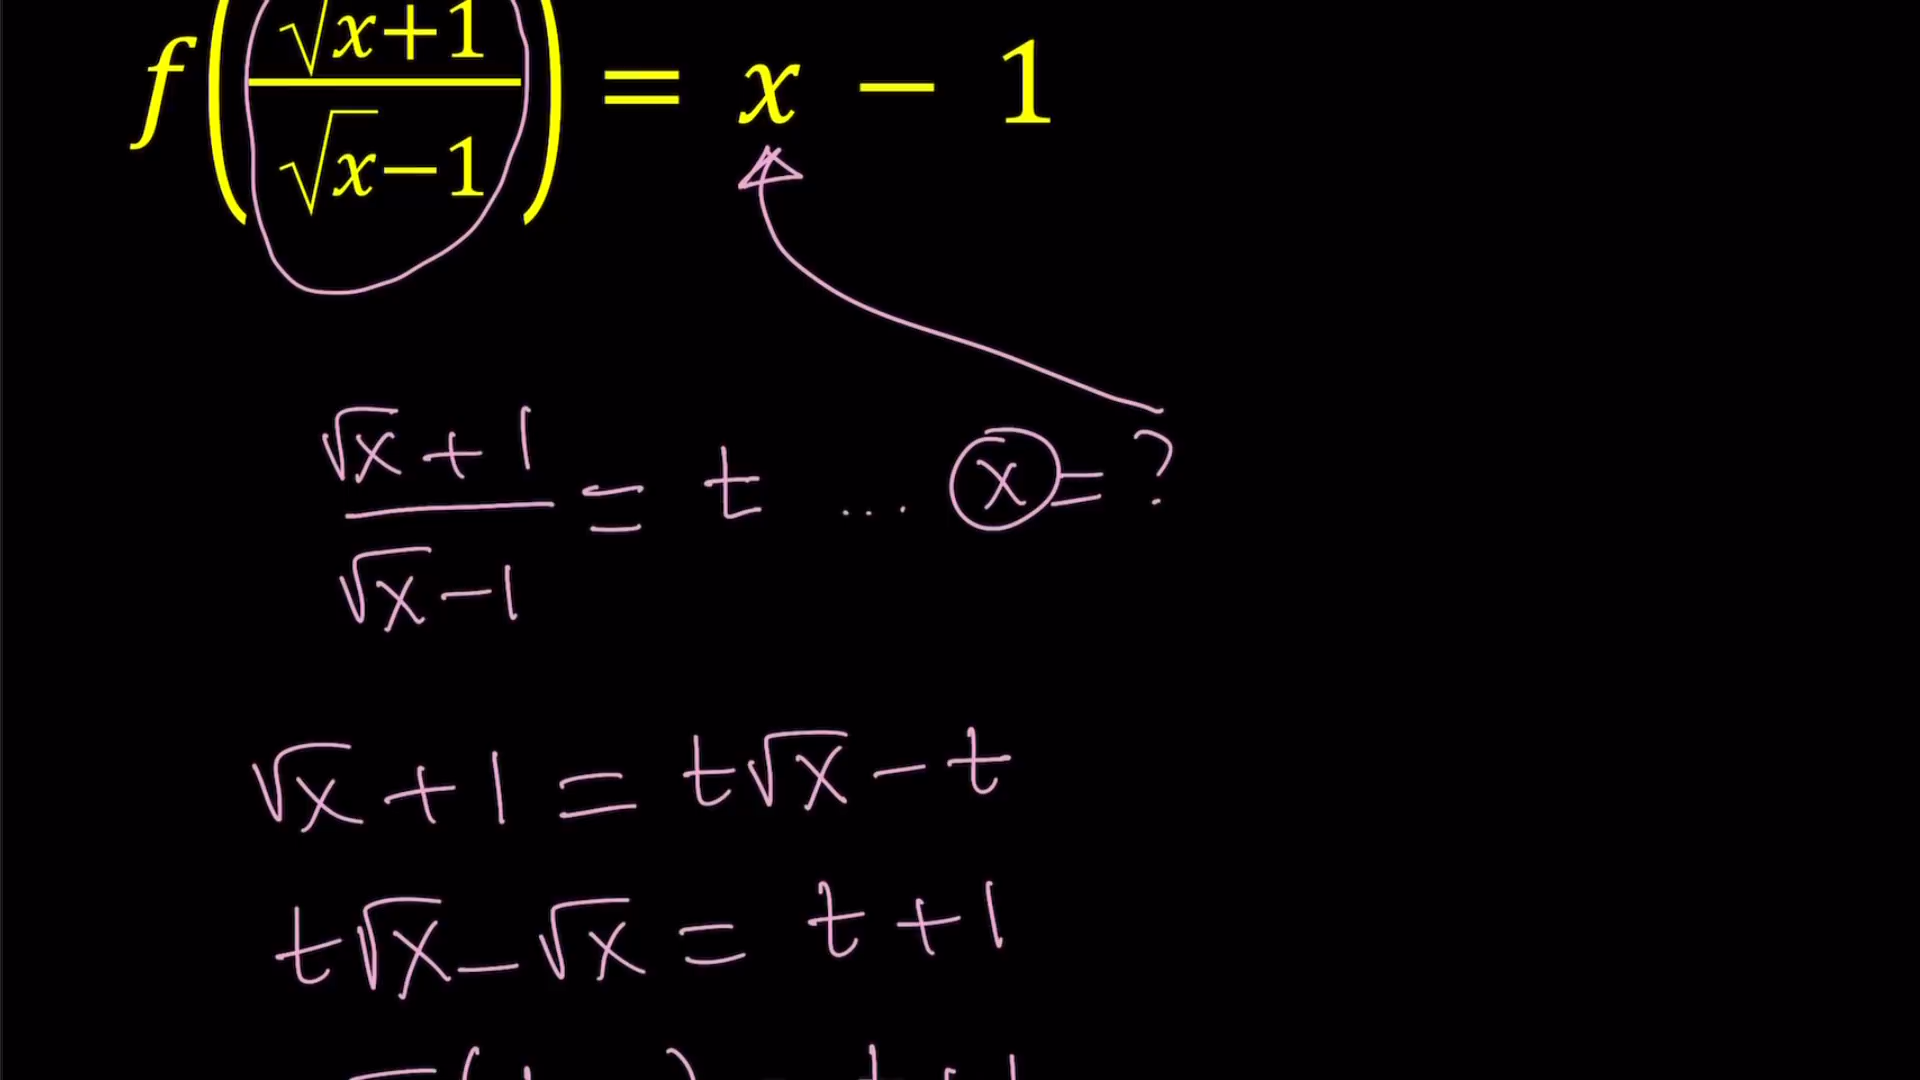 f(√x+1 / √x−1) = x − 1
√x + 1 / √x − 1 = t ... x = ?
√x + 1 = t√x − t
t√x − √x = t + 1